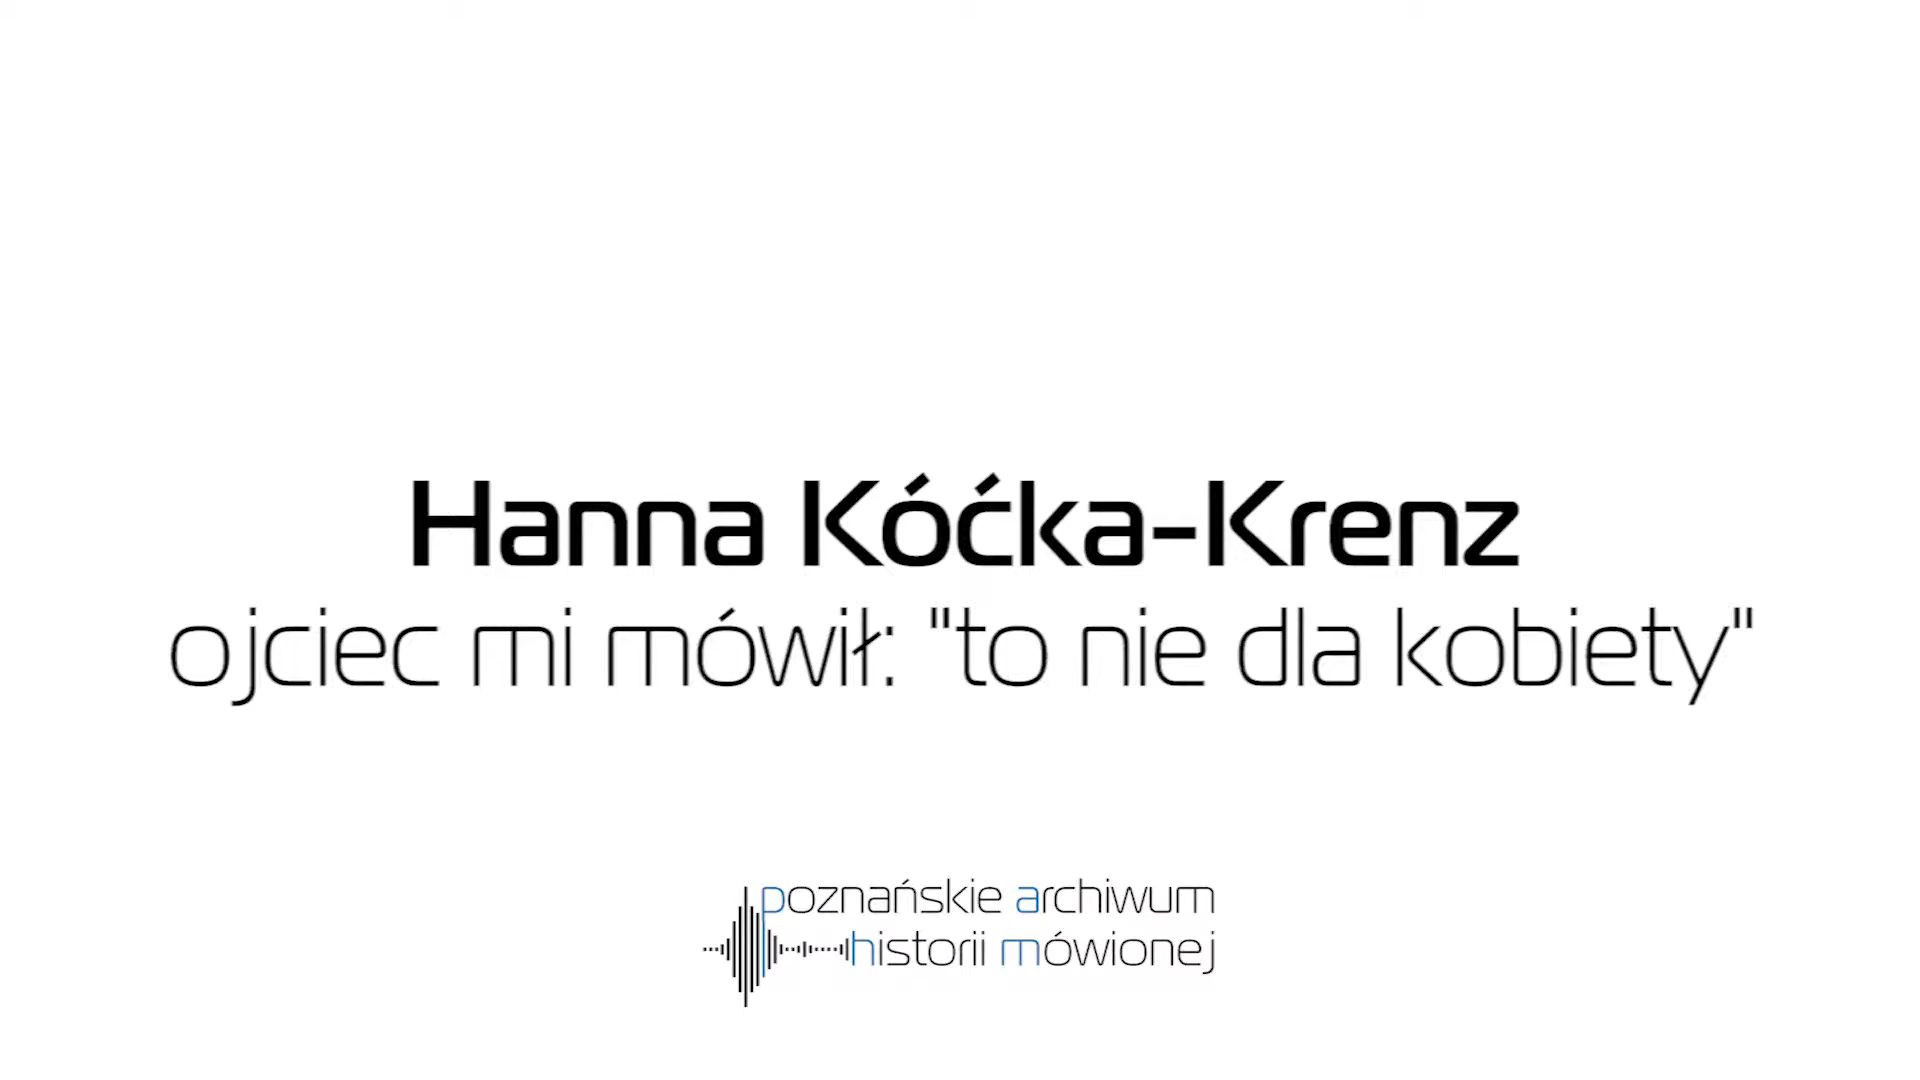 Hanna Kóćka-Krenz
ojciec mi mówił: "to nie dla kobiety"
poznańskie archiwum
historii mówionej